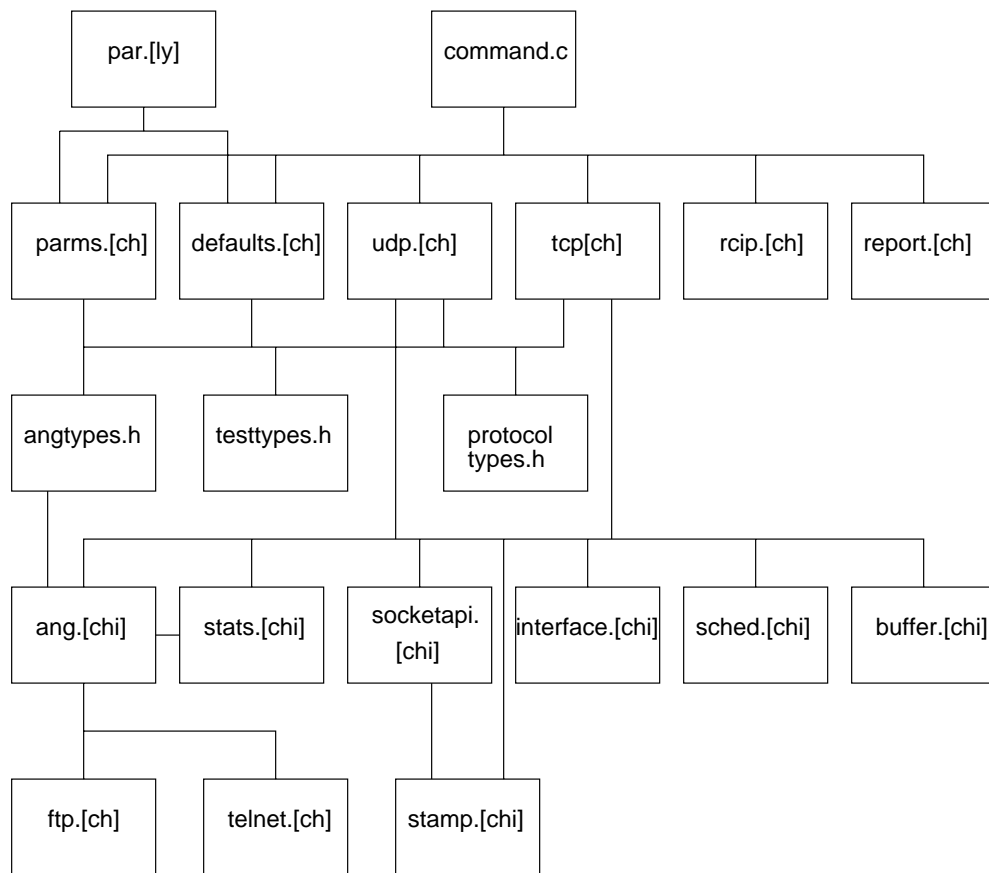 par.[ly]
command.c
parms.[ch]
defaults.[ch]
udp.[ch]
tcp[ch]
rcip.[ch]
report.[ch]
angtypes.h
testtypes.h
protocol
types.h
ang.[chi]
stats.[chi]
socketapi.
[chi]
interface.[chi]
sched.[chi]
buffer.[chi]
ftp.[ch]
telnet.[ch]
stamp.[chi]